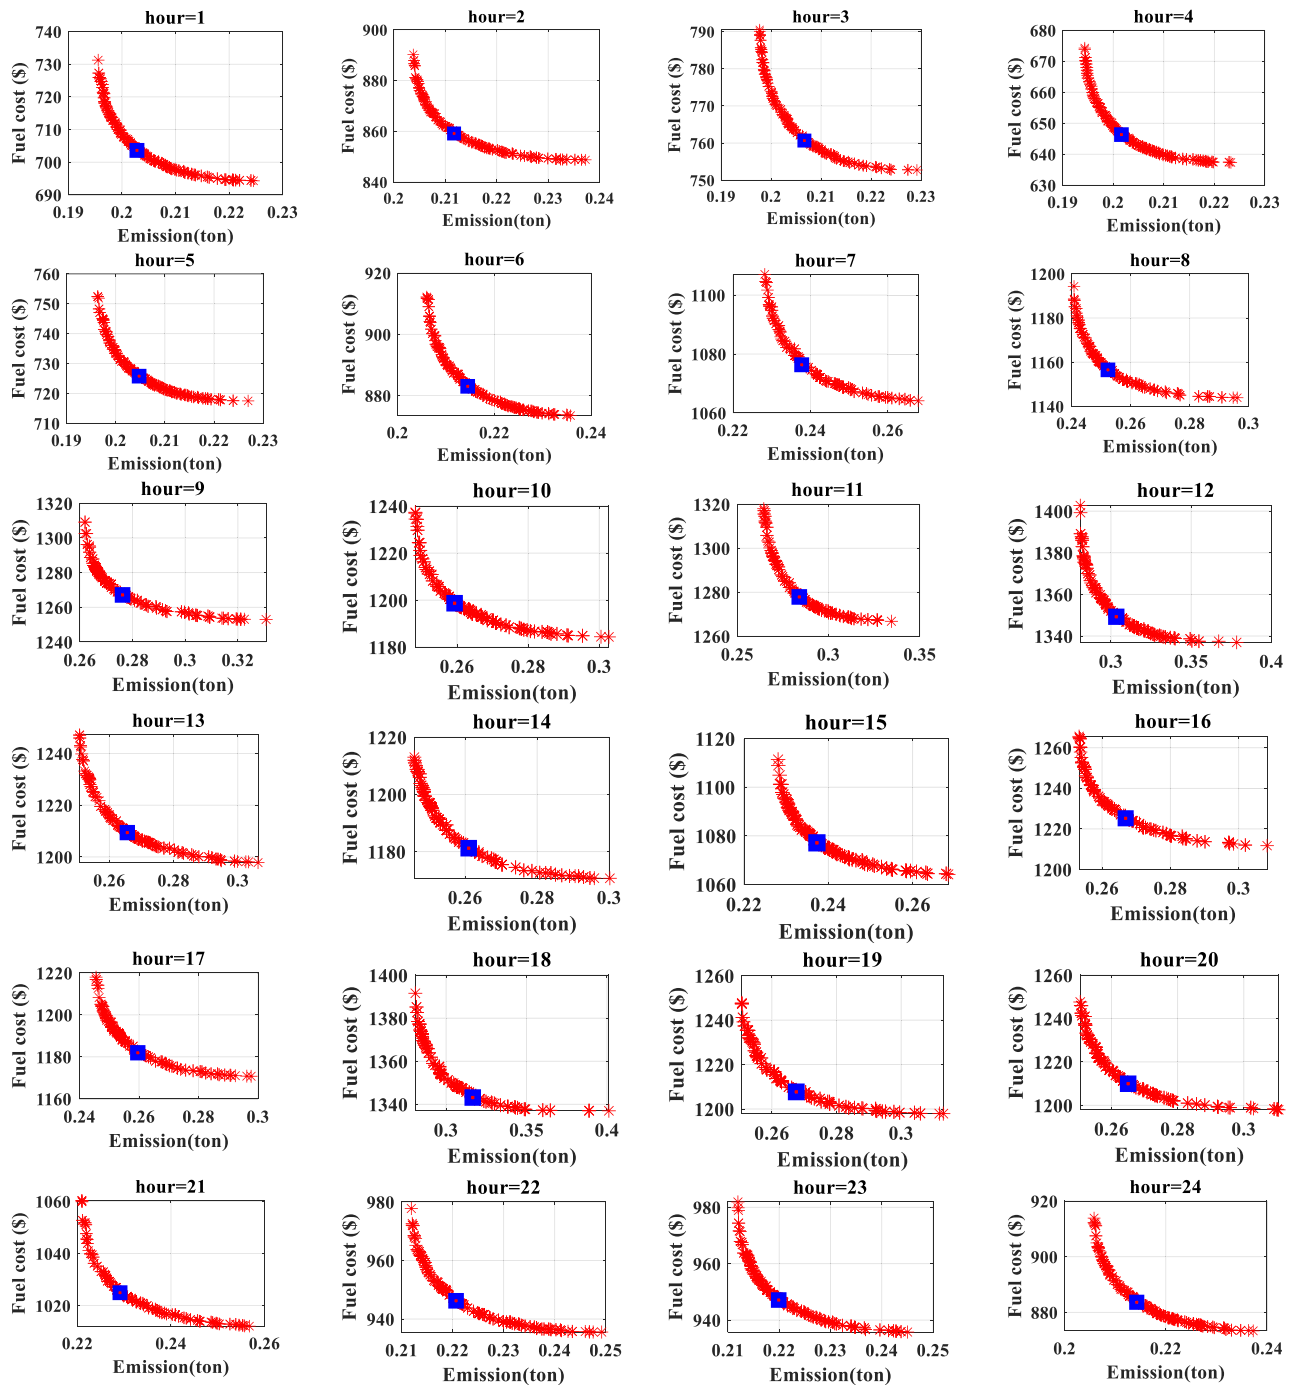 hour=1
Fuel cost ($)
740
730
720
710
700
690
0.19
0.2
0.21
0.22
0.23
Emission(ton)
hour=2
Fuel cost ($)
900
880
860
840
0.2
0.21
0.22
0.23
0.24
Emission(ton)
hour=3
Fuel cost ($)
790
780
770
760
750
0.19
0.2
0.21
0.22
0.23
Emission(ton)
hour=4
Fuel cost ($)
680
670
660
650
640
630
0.19
0.2
0.21
0.22
0.23
Emission(ton)
hour=5
Fuel cost ($)
760
750
740
730
720
710
0.19
0.2
0.21
0.22
0.23
Emission(ton)
hour=6
Fuel cost ($)
920
900
880
0.2
0.22
0.24
Emission(ton)
hour=7
Fuel cost ($)
1100
1080
1060
0.22
0.24
0.26
Emission(ton)
hour=8
Fuel cost ($)
1200
1180
1160
1140
0.24
0.26
0.28
0.3
Emission(ton)
hour=9
Fuel cost ($)
1320
1300
1280
1260
1240
0.26
0.28
0.3
0.32
Emission(ton)
hour=10
Fuel cost ($)
1240
1220
1200
1180
0.26
0.28
0.3
Emission(ton)
hour=11
Fuel cost ($)
1320
1300
1280
1260
0.25
0.3
0.35
Emission(ton)
hour=12
Fuel cost ($)
1400
1380
1360
1340
0.3
0.35
0.4
Emission(ton)
hour=13
Fuel cost ($)
1240
1220
1200
0.26
0.28
0.3
Emission(ton)
hour=14
Fuel cost ($)
1220
1200
1180
0.26
0.28
0.3
Emission(ton)
hour=15
Fuel cost ($)
1120
1100
1080
1060
0.22
0.24
0.26
Emission(ton)
hour=16
Fuel cost ($)
1260
1240
1220
1200
0.26
0.28
0.3
Emission(ton)
hour=17
Fuel cost ($)
1220
1200
1180
1160
0.24
0.26
0.28
0.3
Emission(ton)
hour=18
Fuel cost ($)
1400
1380
1360
1340
0.3
0.35
0.4
Emission(ton)
hour=19
Fuel cost ($)
1260
1240
1220
1200
0.26
0.28
0.3
Emission(ton)
hour=20
Fuel cost ($)
1260
1240
1220
1200
0.26
0.28
0.3
Emission(ton)
hour=21
Fuel cost ($)
1060
1040
1020
0.22
0.24
0.26
Emission(ton)
hour=22
Fuel cost ($)
980
960
940
0.21
0.22
0.23
0.24
0.25
Emission(ton)
hour=23
Fuel cost ($)
980
960
940
0.21
0.22
0.23
0.24
0.25
Emission(ton)
hour=24
Fuel cost ($)
920
900
880
0.2
0.22
0.24
Emission(ton)